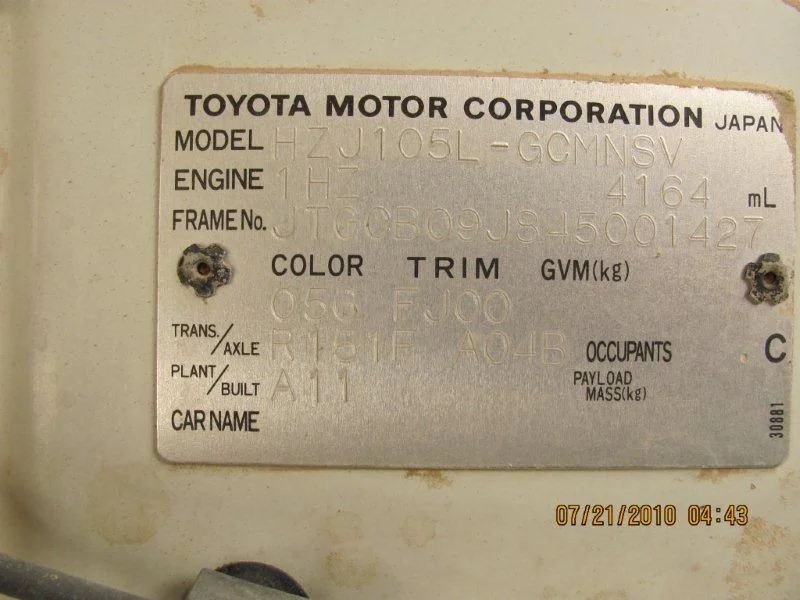 TOYOTA MOTOR CORPORATION JAPAN
MODEL HZJ105L-GCMNSV
ENGINE 1HZ 4164 mL
FRAME No. JTGCB09J845001427
COLOR TRIM GVM(kg)
056 FJ00
TRANS./AXLE R151F A04B OCCUPANTS C
PLANT/BUILT A11 PAYLOAD MASS(kg)
CAR NAME
30881
07/21/2010 04:43